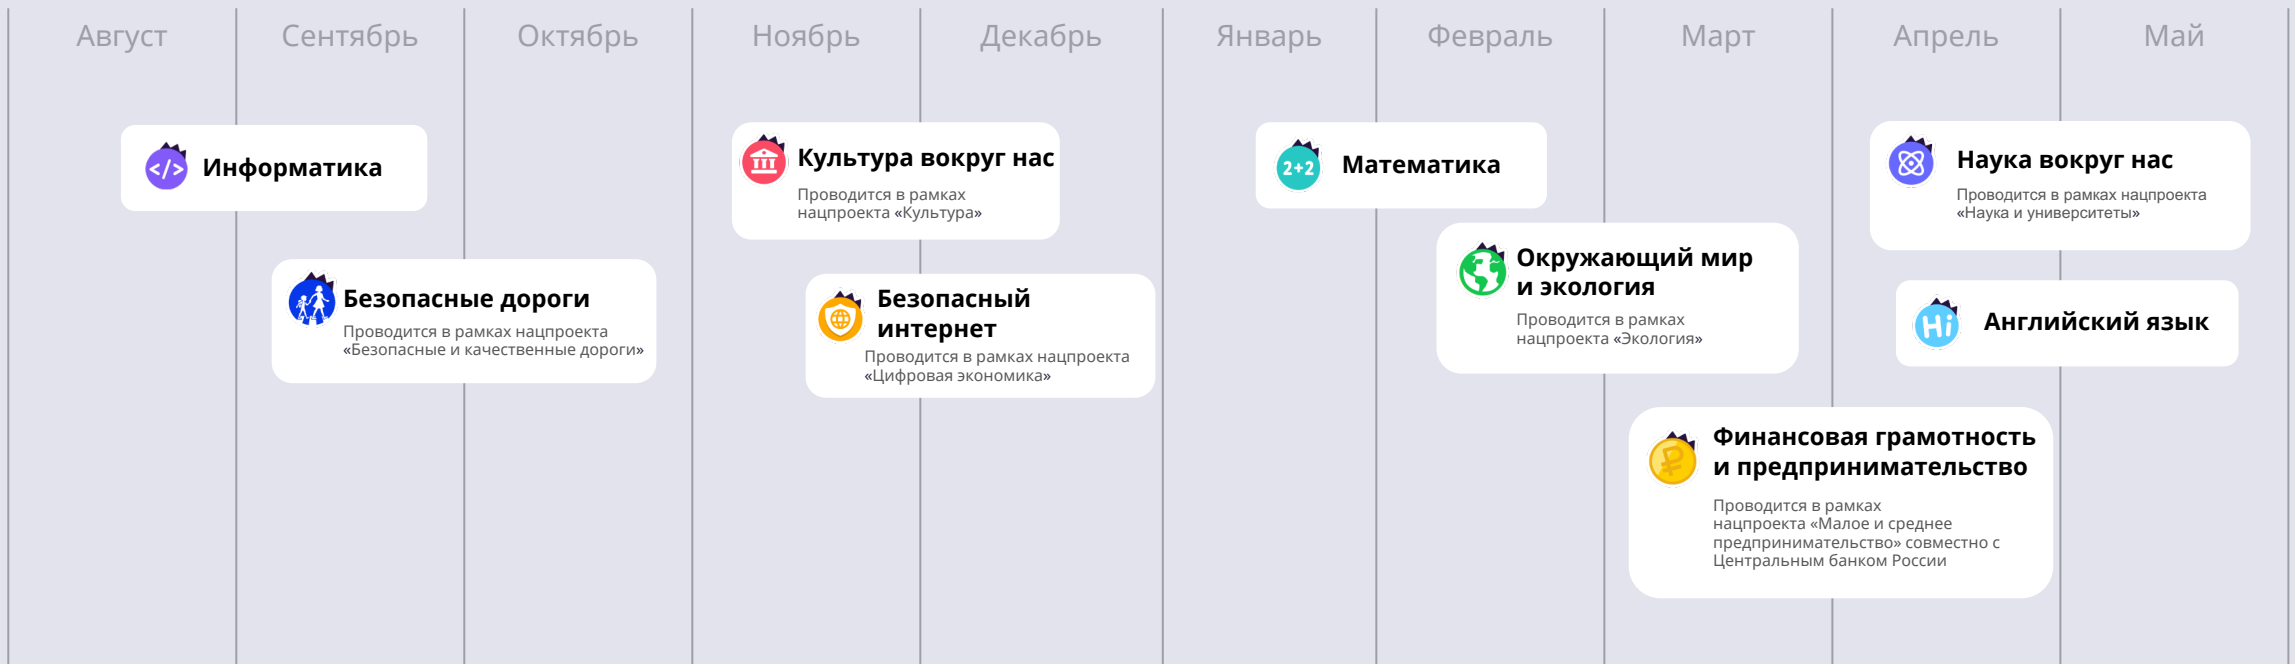 Август
Сентябрь
Октябрь
Ноябрь
Декабрь
Январь
Февраль
Март
Апрель
Май
</>
Информатика
Безопасные дороги
Проводится в рамках нацпроекта
«Безопасные и качественные дороги»
Культура вокруг нас
Проводится в рамках
нацпроекта «Культура»
Безопасный
интернет
Проводится в рамках нацпроекта
«Цифровая экономика»
2+2
Математика
Окружающий мир
и экология
Проводится в рамках
нацпроекта «Экология»
Финансовая грамотность
и предпринимательство
Проводится в рамках
нацпроекта «Малое и среднее
предпринимательство» совместно с
Центральным банком России
Наука вокруг нас
Проводится в рамках нацпроекта
«Наука и университеты»
Hi
Английский язык